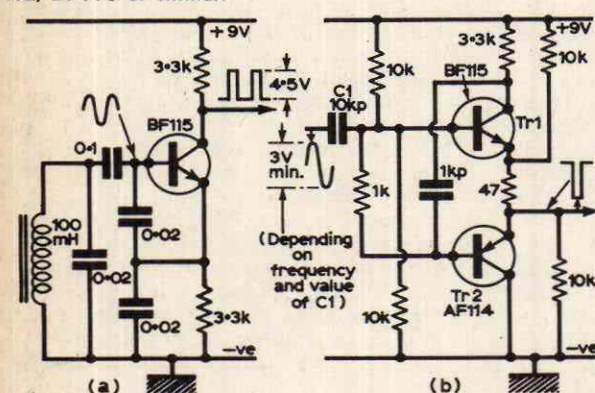 +9V
3·3k
4·5V
BF115
0·1
100
mH
0·02
0·02
0·02
3·3k
-ve
(a)
+9V
3·3k
BF115
10k
10k
C1
10kp
Tr1
3V
min.
1k
1kp
47
(Depending
on
frequency
and value
of C1)
10k
Tr2
AF114
10k
-ve
(b)